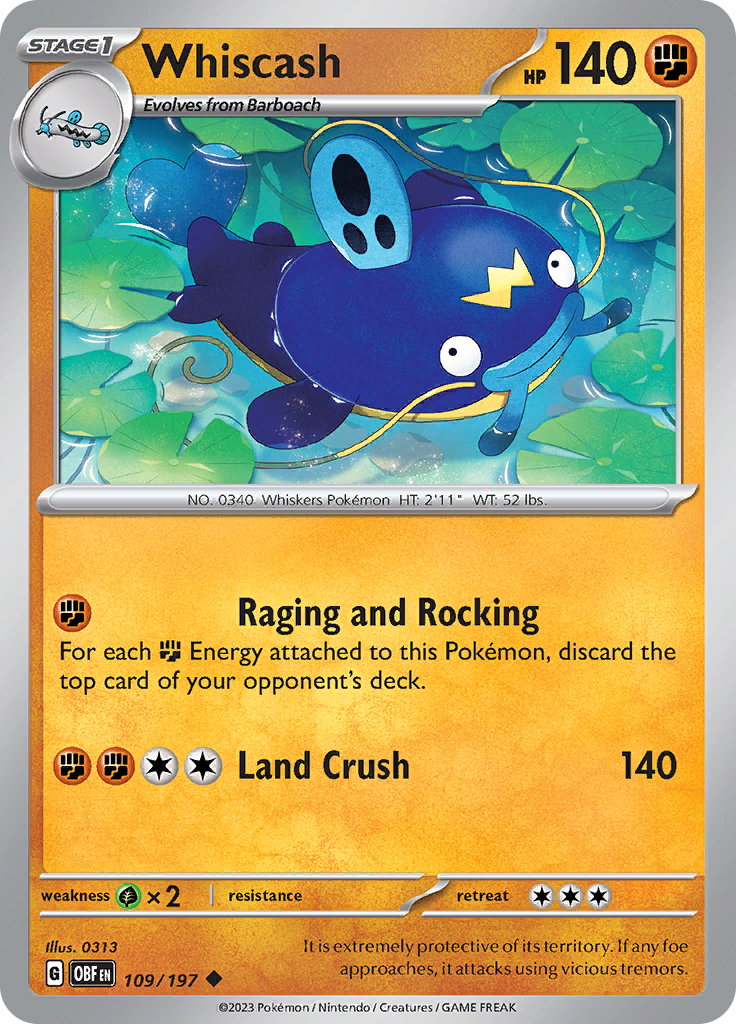 STAGE1 Whiscash HP 140
Evolves from Barboach
NO. 0340 Whiskers Pokémon HT: 2'11" WT: 52 lbs.
Raging and Rocking
For each Energy attached to this Pokémon, discard the
top card of your opponent's deck.
Land Crush 140
weakness ×2 resistance retreat
Illus. 0313
It is extremely protective of its territory. If any foe
approaches, it attacks using vicious tremors.
G OBF EN 109/197
©2023 Pokémon / Nintendo / Creatures / GAME FREAK